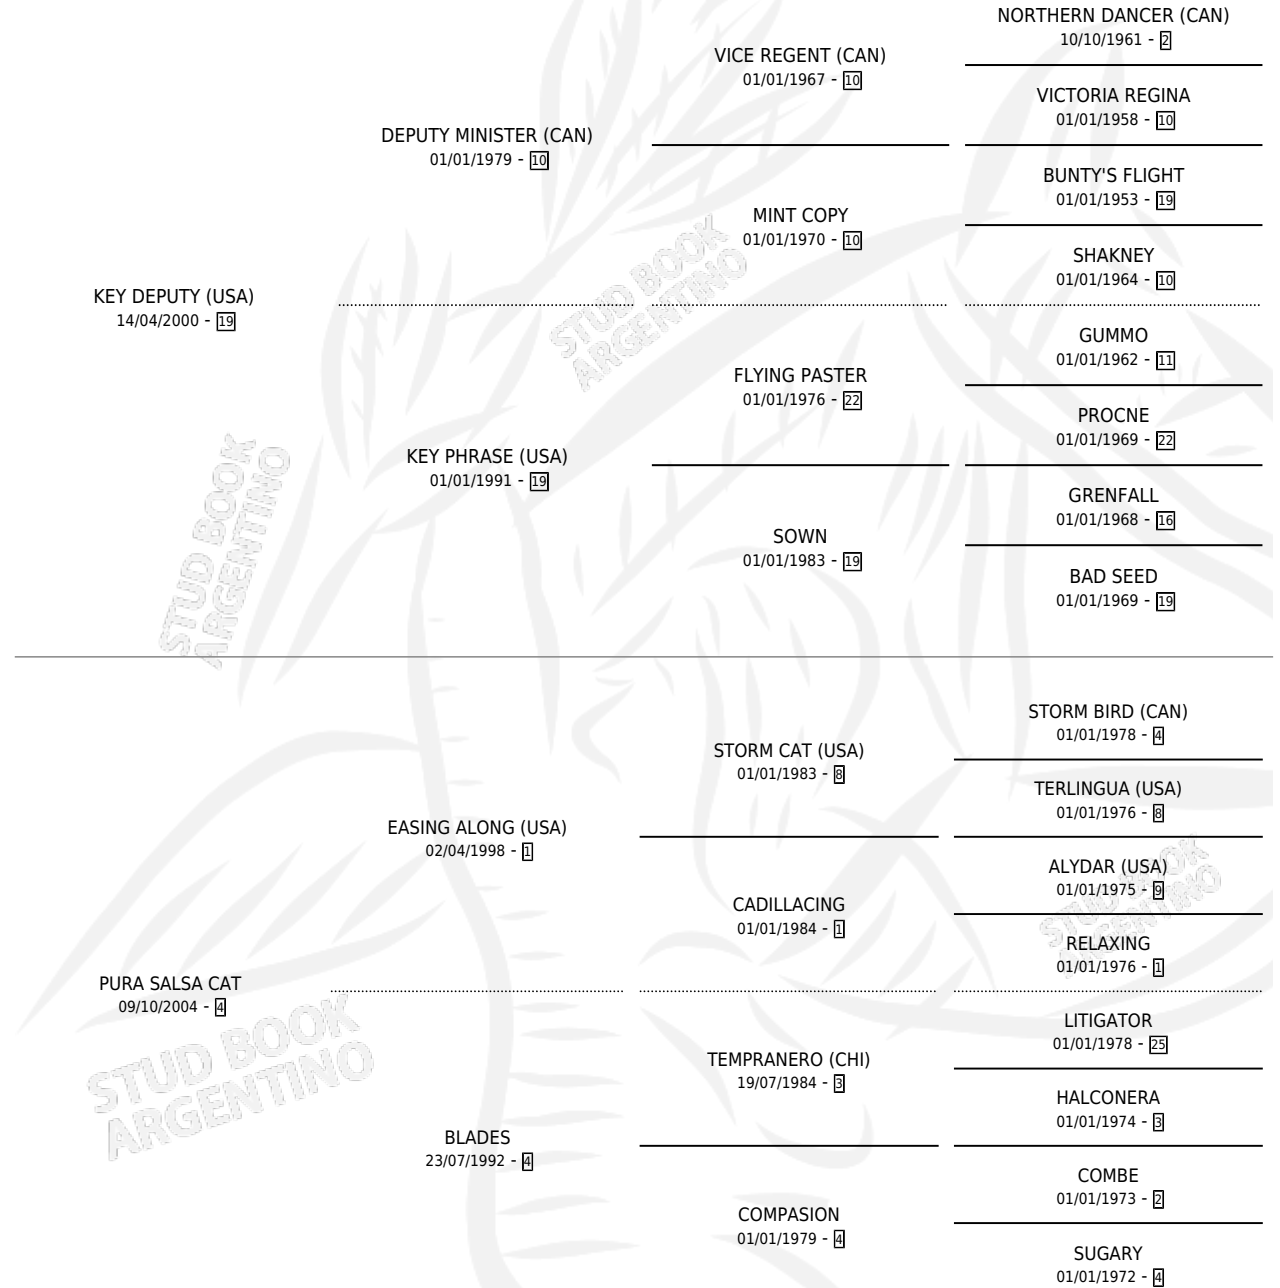 NORTHERN DANCER (CAN)
10/10/1961 - 2
VICE REGENT (CAN)
01/01/1967 - 10
VICTORIA REGINA
01/01/1958 - 10
DEPUTY MINISTER (CAN)
01/01/1979 - 10
BUNTY'S FLIGHT
01/01/1953 - 19
MINT COPY
01/01/1970 - 10
SHAKNEY
01/01/1964 - 10
KEY DEPUTY (USA)
14/04/2000 - 19
GUMMO
01/01/1962 - 11
FLYING PASTER
01/01/1976 - 22
PROCNE
01/01/1969 - 22
KEY PHRASE (USA)
01/01/1991 - 19
GRENFALL
01/01/1968 - 16
SOWN
01/01/1983 - 19
BAD SEED
01/01/1969 - 19
STORM BIRD (CAN)
01/01/1978 - 4
STORM CAT (USA)
01/01/1983 - 8
TERLINGUA (USA)
01/01/1976 - 8
EASING ALONG (USA)
02/04/1998 - 1
ALYDAR (USA)
01/01/1975 - 9
CADILLACING
01/01/1984 - 1
RELAXING
01/01/1976 - 1
PURA SALSA CAT
09/10/2004 - 4
LITIGATOR
01/01/1978 - 25
TEMPRANERO (CHI)
19/07/1984 - 3
HALCONERA
01/01/1974 - 3
BLADES
23/07/1992 - 4
COMBE
01/01/1973 - 2
COMPASION
01/01/1979 - 4
SUGARY
01/01/1972 - 4
STUD BOOK
ARGENTINO
STUD BOOK
ARGENTINO
STUD BOOK
ARGENTINO
STUD BOOK
ARGENTINO